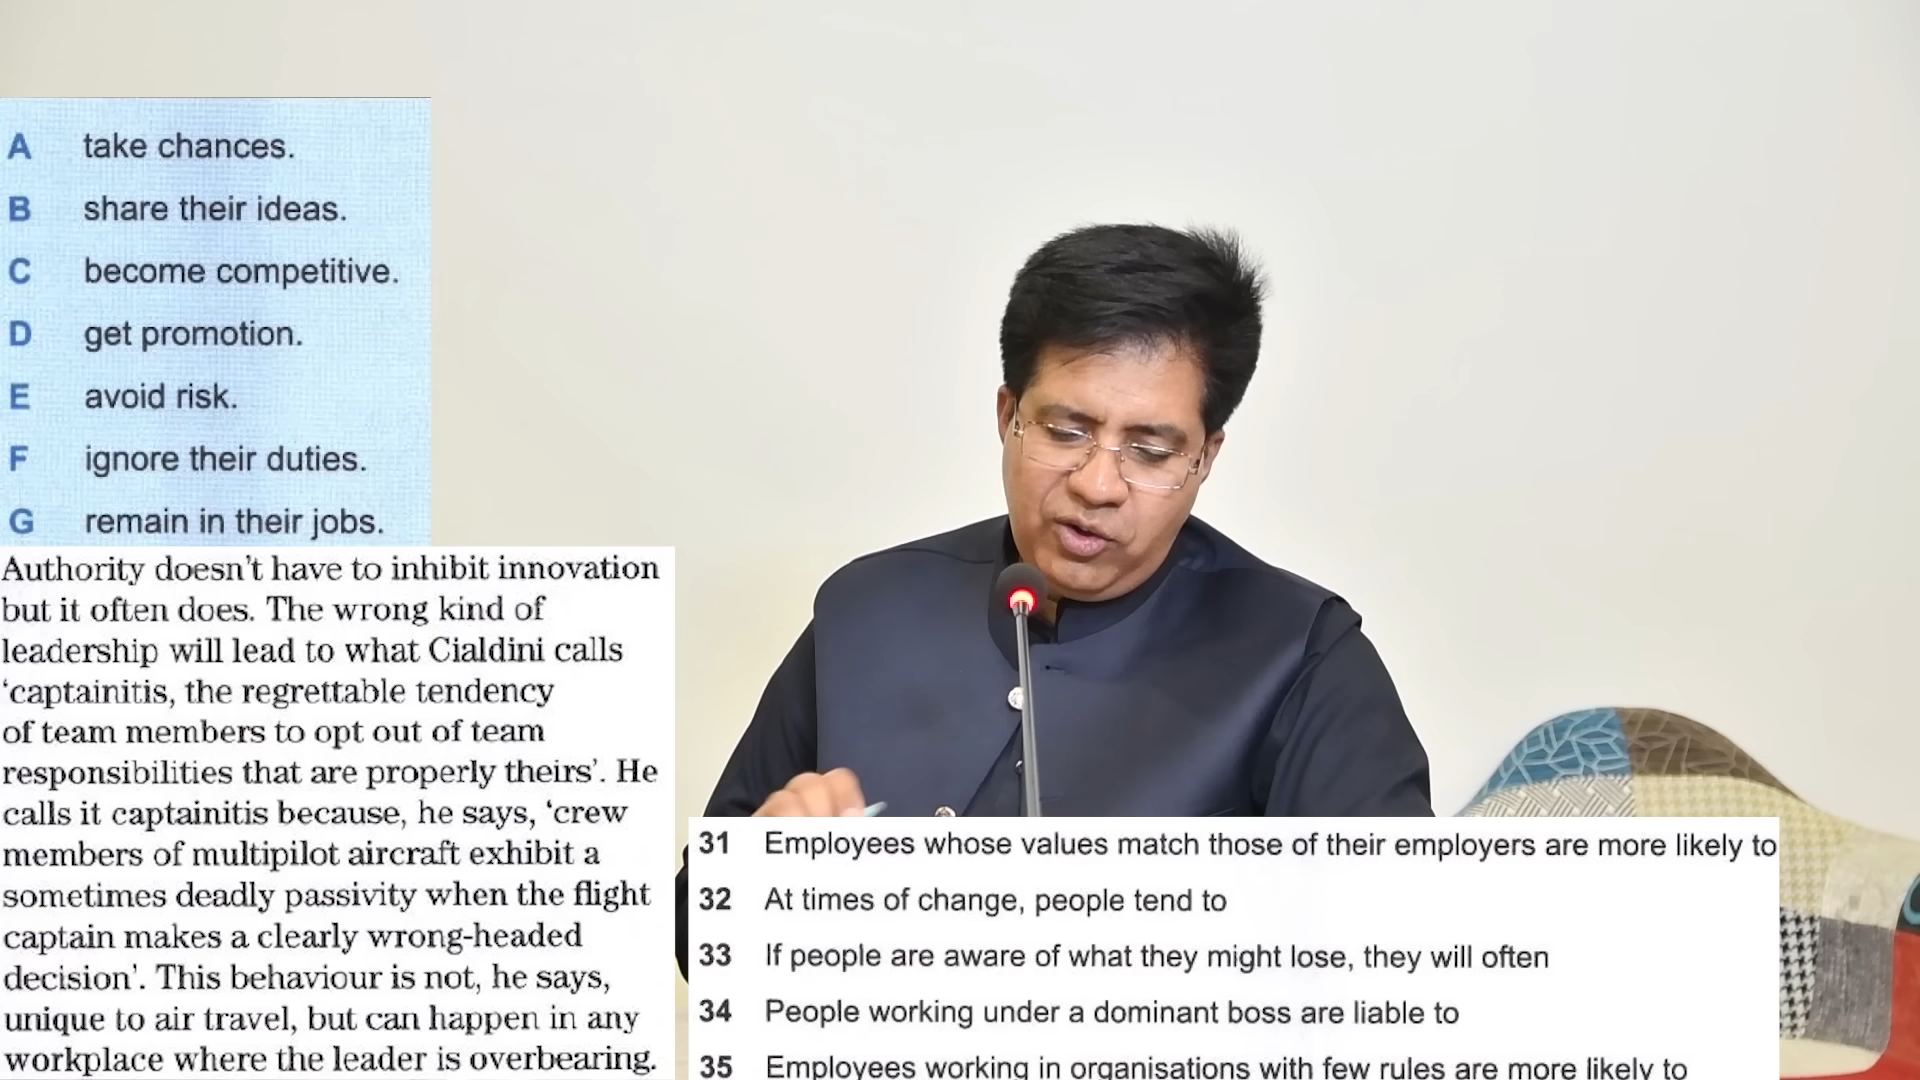 A take chances.
B share their ideas.
C become competitive.
D get promotion.
E avoid risk.
F ignore their duties.
G remain in their jobs.
Authority doesn't have to inhibit innovation
but it often does. The wrong kind of
leadership will lead to what Cialdini calls
‘captainitis, the regrettable tendency
of team members to opt out of team
responsibilities that are properly theirs’. He
calls it captainitis because, he says, ‘crew
members of multipilot aircraft exhibit a
sometimes deadly passivity when the flight
captain makes a clearly wrong-headed
decision’. This behaviour is not, he says,
unique to air travel, but can happen in any
workplace where the leader is overbearing.
31 Employees whose values match those of their employers are more likely to
32 At times of change, people tend to
33 If people are aware of what they might lose, they will often
34 People working under a dominant boss are liable to
35 Employees working in organisations with few rules are more likely to